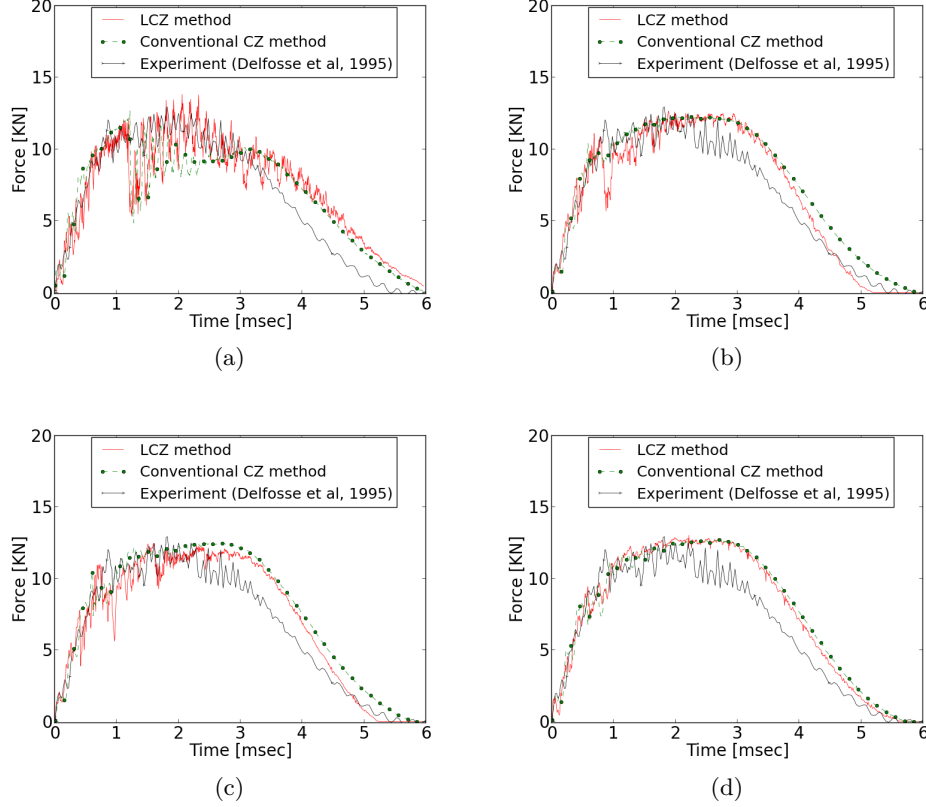 20
15
10
5
0
Force [KN]
LCZ method
Conventional CZ method
Experiment (Delfosse et al, 1995)
0 1 2 3 4 5 6
Time [msec]
(a)
20
15
10
5
0
Force [KN]
LCZ method
Conventional CZ method
Experiment (Delfosse et al, 1995)
0 1 2 3 4 5 6
Time [msec]
(b)
20
15
10
5
0
Force [KN]
LCZ method
Conventional CZ method
Experiment (Delfosse et al, 1995)
0 1 2 3 4 5 6
Time [msec]
(c)
20
15
10
5
0
Force [KN]
LCZ method
Conventional CZ method
Experiment (Delfosse et al, 1995)
0 1 2 3 4 5 6
Time [msec]
(d)